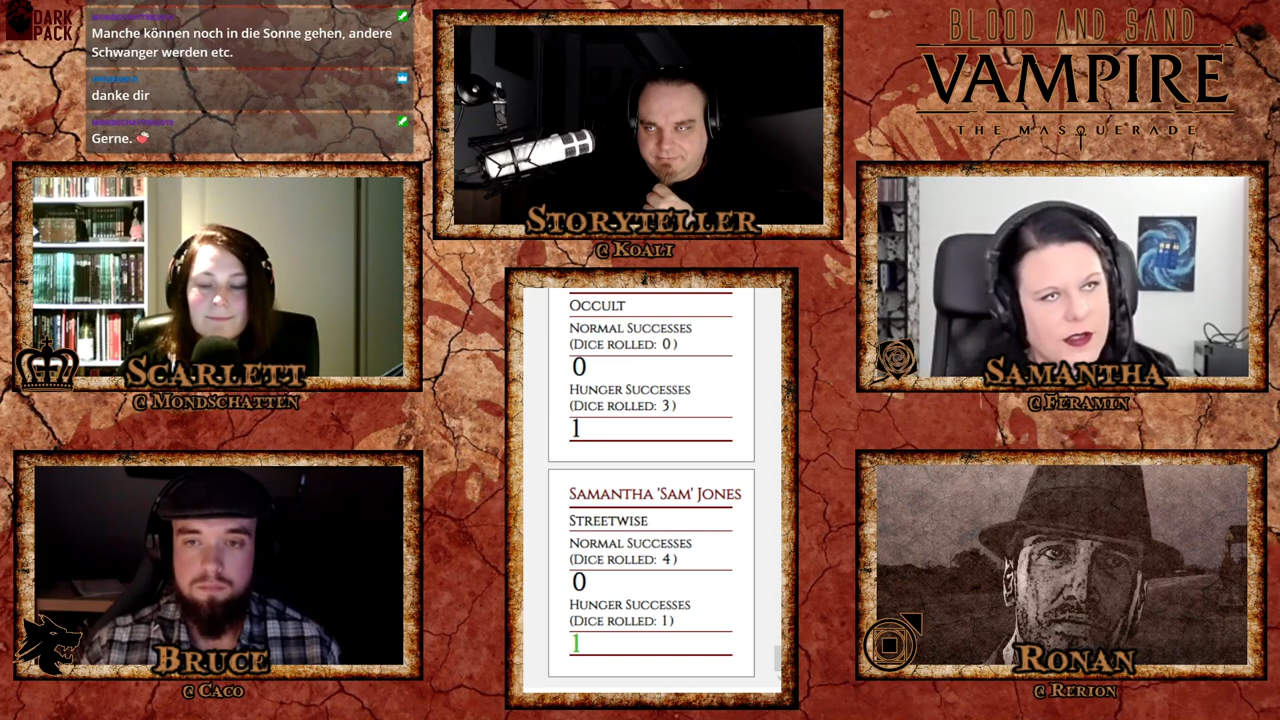 DARK
PACK
Manche können noch in die Sonne gehen, andere
Schwanger werden etc.
danke dir
Gerne.
BLOOD AND SAND
VAMPIRE
THE MASQUERADE
STORYTELLER
@ KOALI
SCARLETT
@ MONDSCHATTEN
SAMANTHA
@ FERAMIN
OCCULT
NORMAL SUCCESSES
(DICE ROLLED: 0)
0
HUNGER SUCCESSES
(DICE ROLLED: 3)
1
SAMANTHA 'SAM' JONES
STREETWISE
NORMAL SUCCESSES
(DICE ROLLED: 4)
0
HUNGER SUCCESSES
(DICE ROLLED: 1)
1
BRUCE
@ CACO
RONAN
@ RERION